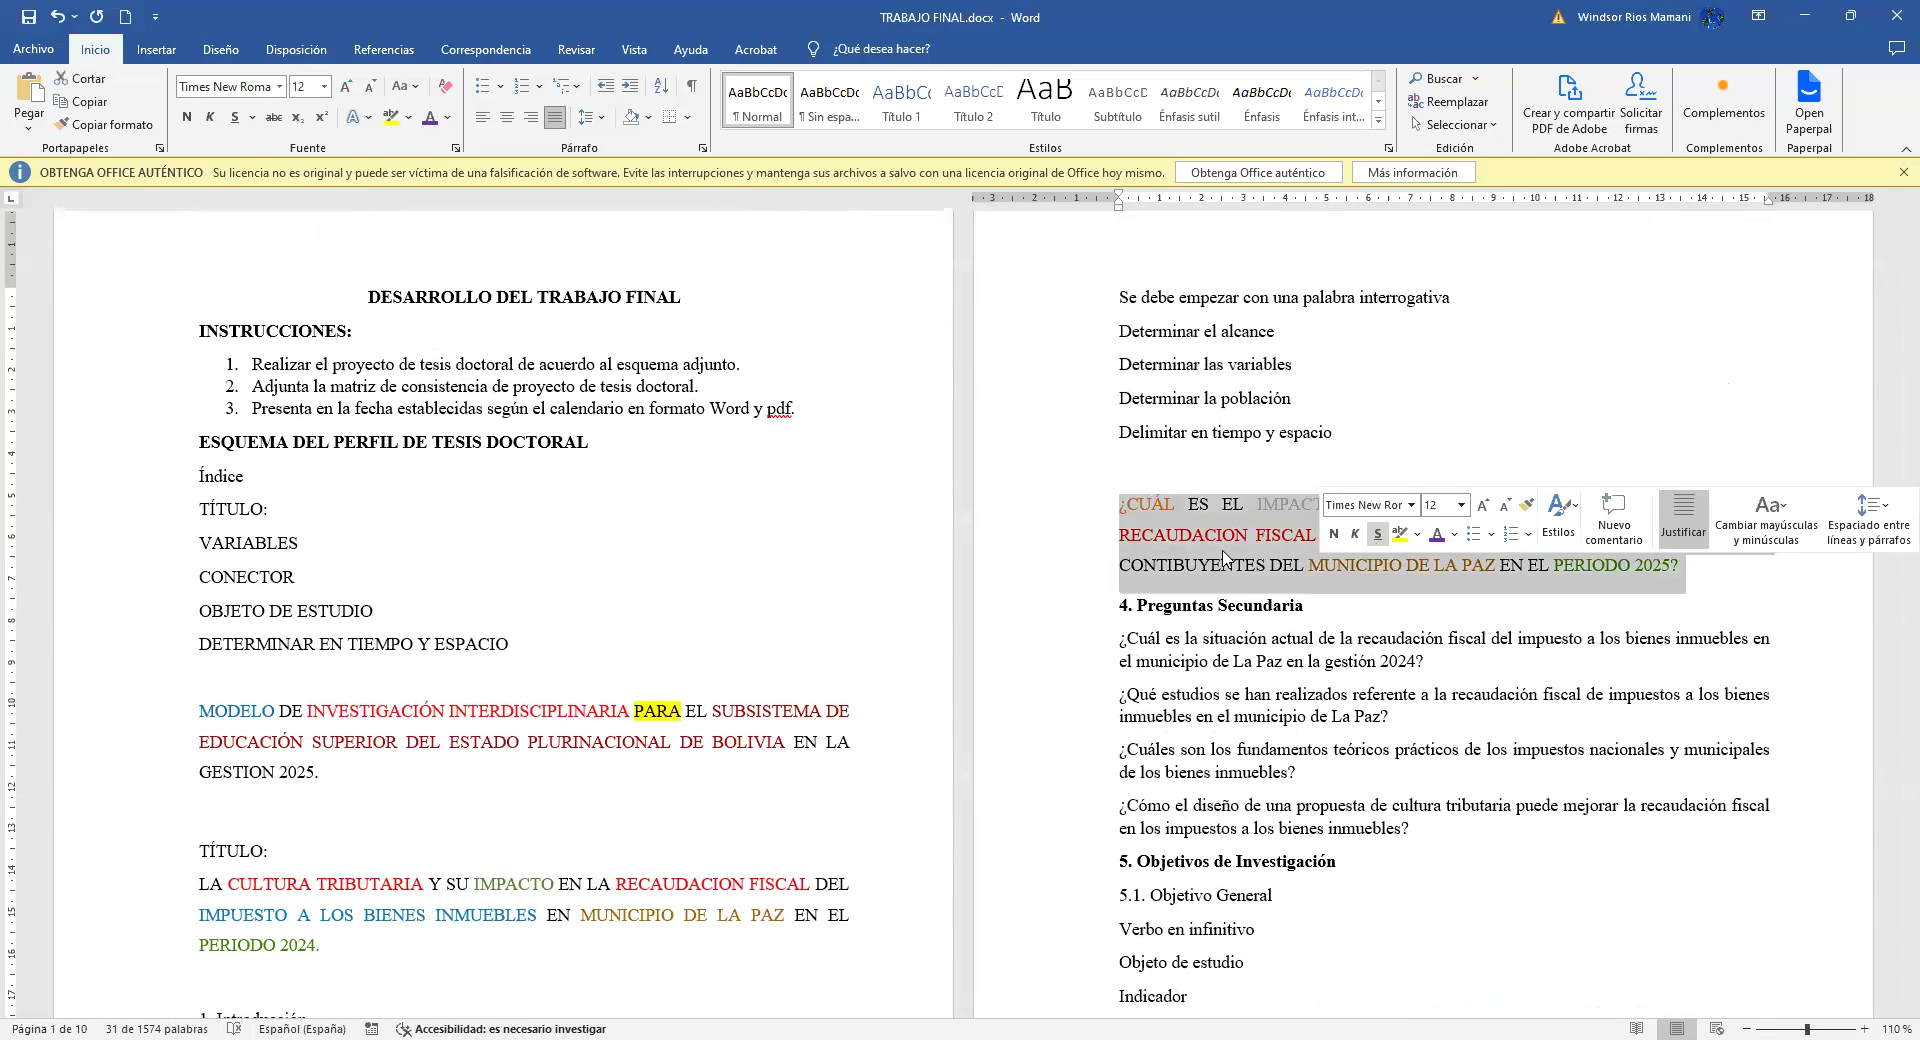 TRABAJO FINAL.docx - Word
Windsor Rios Mamani
Archivo Inicio Insertar Diseño Disposición Referencias Correspondencia Revisar Vista Ayuda Acrobat ¿Qué desea hacer?
Pegar
Cortar
Copiar
Copiar formato
Portapapeles
Times New Roma 12
Aa
N K S abc x₂ x²
Fuente
Párrafo
AaBbCcDc AaBbCcDc AaBbCc AaBbCcE AaB AaBbCcD AaBbCcDc AaBbCcDc AaBbCcDc
¶ Normal ¶ Sin espa... Título 1 Título 2 Título Subtítulo Énfasis sutil Énfasis Énfasis int...
Estilos
Buscar
Reemplazar
Seleccionar
Edición
Crear y compartir PDF de Adobe
Solicitar firmas
Adobe Acrobat
Complementos
Complementos
Open Paperpal
Paperpal
OBTENGA OFFICE AUTÉNTICO Su licencia no es original y puede ser víctima de una falsificación de software. Evite las interrupciones y mantenga sus archivos a salvo con una licencia original de Office hoy mismo. Obtenga Office auténtico Más información
DESARROLLO DEL TRABAJO FINAL
INSTRUCCIONES:
1. Realizar el proyecto de tesis doctoral de acuerdo al esquema adjunto.
2. Adjunta la matriz de consistencia de proyecto de tesis doctoral.
3. Presenta en la fecha establecidas según el calendario en formato Word y pdf.
ESQUEMA DEL PERFIL DE TESIS DOCTORAL
Índice
TÍTULO:
VARIABLES
CONECTOR
OBJETO DE ESTUDIO
DETERMINAR EN TIEMPO Y ESPACIO
MODELO DE INVESTIGACIÓN INTERDISCIPLINARIA PARA EL SUBSISTEMA DE
EDUCACIÓN SUPERIOR DEL ESTADO PLURINACIONAL DE BOLIVIA EN LA
GESTION 2025.
TÍTULO:
LA CULTURA TRIBUTARIA Y SU IMPACTO EN LA RECAUDACION FISCAL DEL
IMPUESTO A LOS BIENES INMUEBLES EN MUNICIPIO DE LA PAZ EN EL
PERIODO 2024.
1. Introducción
Se debe empezar con una palabra interrogativa
Determinar el alcance
Determinar las variables
Determinar la población
Delimitar en tiempo y espacio
¿CUÁL ES EL IMPACT
RECAUDACION FISCAL
CONTIBUYENTES DEL MUNICIPIO DE LA PAZ EN EL PERIODO 2025?
Times New Ror 12
N K S
Estilos
Nuevo comentario
Justificar
Cambiar mayúsculas y minúsculas
Espaciado entre líneas y párrafos
4. Preguntas Secundaria
¿Cuál es la situación actual de la recaudación fiscal del impuesto a los bienes inmuebles en
el municipio de La Paz en la gestión 2024?
¿Qué estudios se han realizados referente a la recaudación fiscal de impuestos a los bienes
inmuebles en el municipio de La Paz?
¿Cuáles son los fundamentos teóricos prácticos de los impuestos nacionales y municipales
de los bienes inmuebles?
¿Cómo el diseño de una propuesta de cultura tributaria puede mejorar la recaudación fiscal
en los impuestos a los bienes inmuebles?
5. Objetivos de Investigación
5.1. Objetivo General
Verbo en infinitivo
Objeto de estudio
Indicador
Página 1 de 10 31 de 1574 palabras Español (España) Accesibilidad: es necesario investigar 110 %